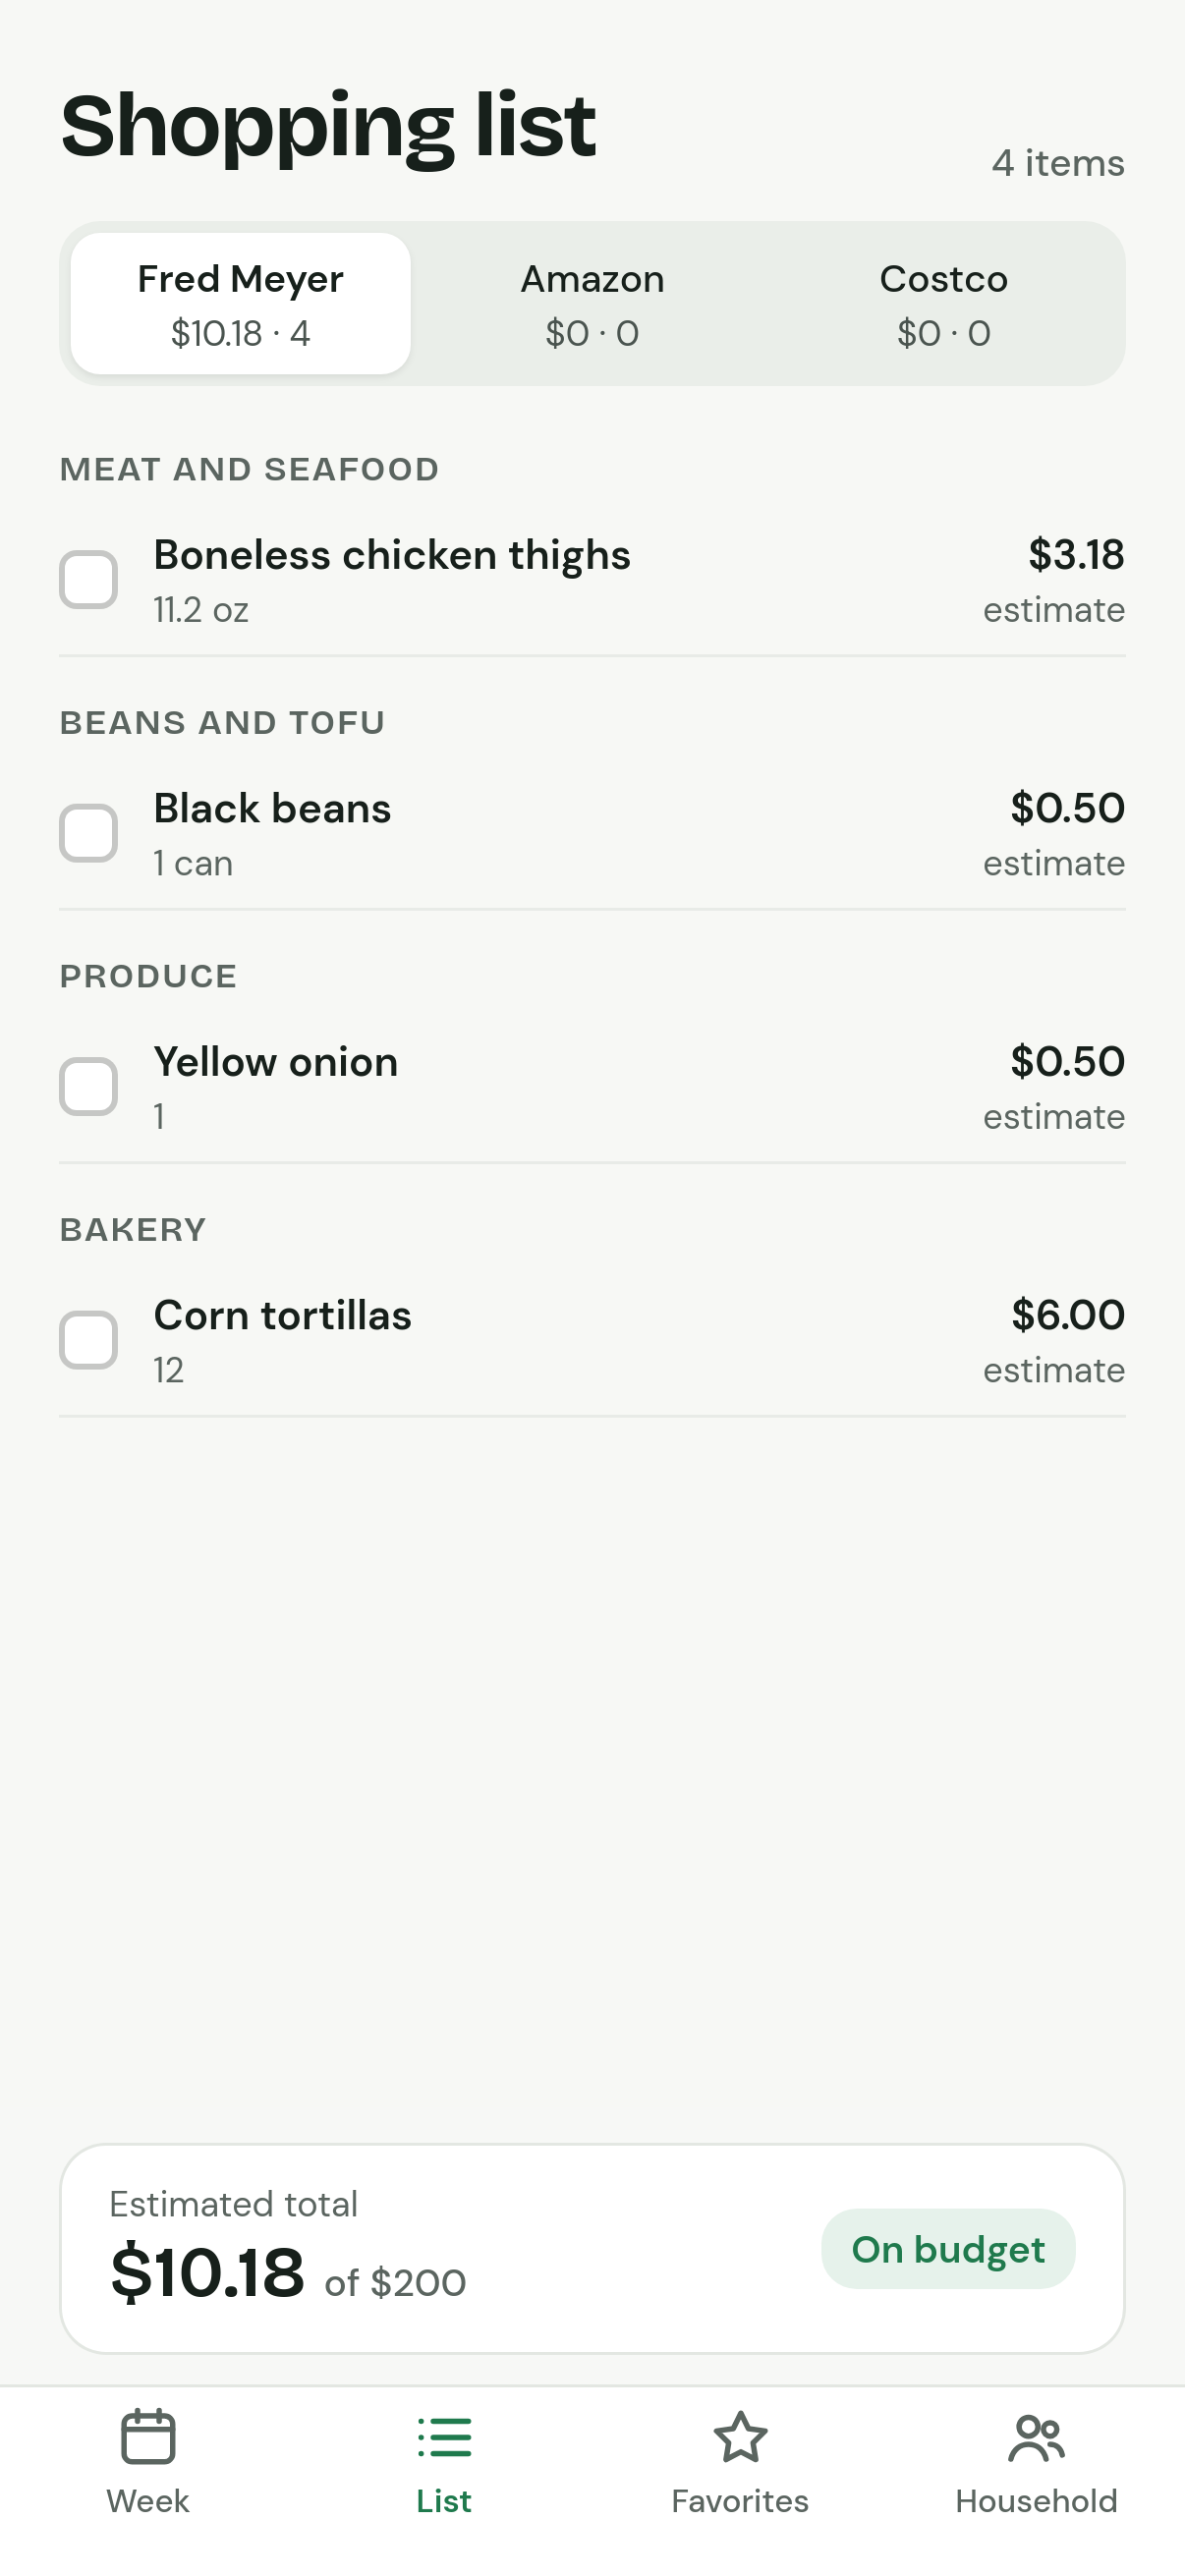 Shopping list
4 items
Fred Meyer
$10.18 · 4
Amazon
$0 · 0
Costco
$0 · 0
MEAT AND SEAFOOD
Boneless chicken thighs
$3.18
11.2 oz
estimate
BEANS AND TOFU
Black beans
$0.50
1 can
estimate
PRODUCE
Yellow onion
$0.50
1
estimate
BAKERY
Corn tortillas
$6.00
12
estimate
Estimated total
$10.18 of $200
On budget
Week
List
Favorites
Household